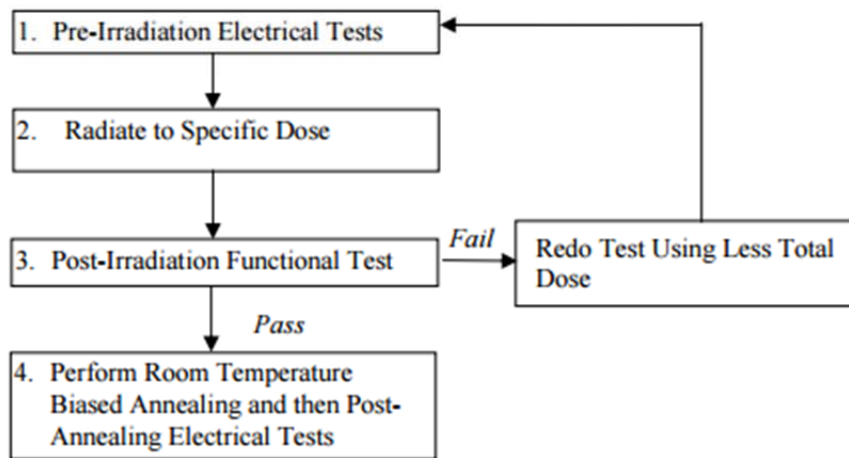 1. Pre-Irradiation Electrical Tests
2. Radiate to Specific Dose
3. Post-Irradiation Functional Test
Fail
Redo Test Using Less Total
Dose
Pass
4. Perform Room Temperature
Biased Annealing and then Post-
Annealing Electrical Tests